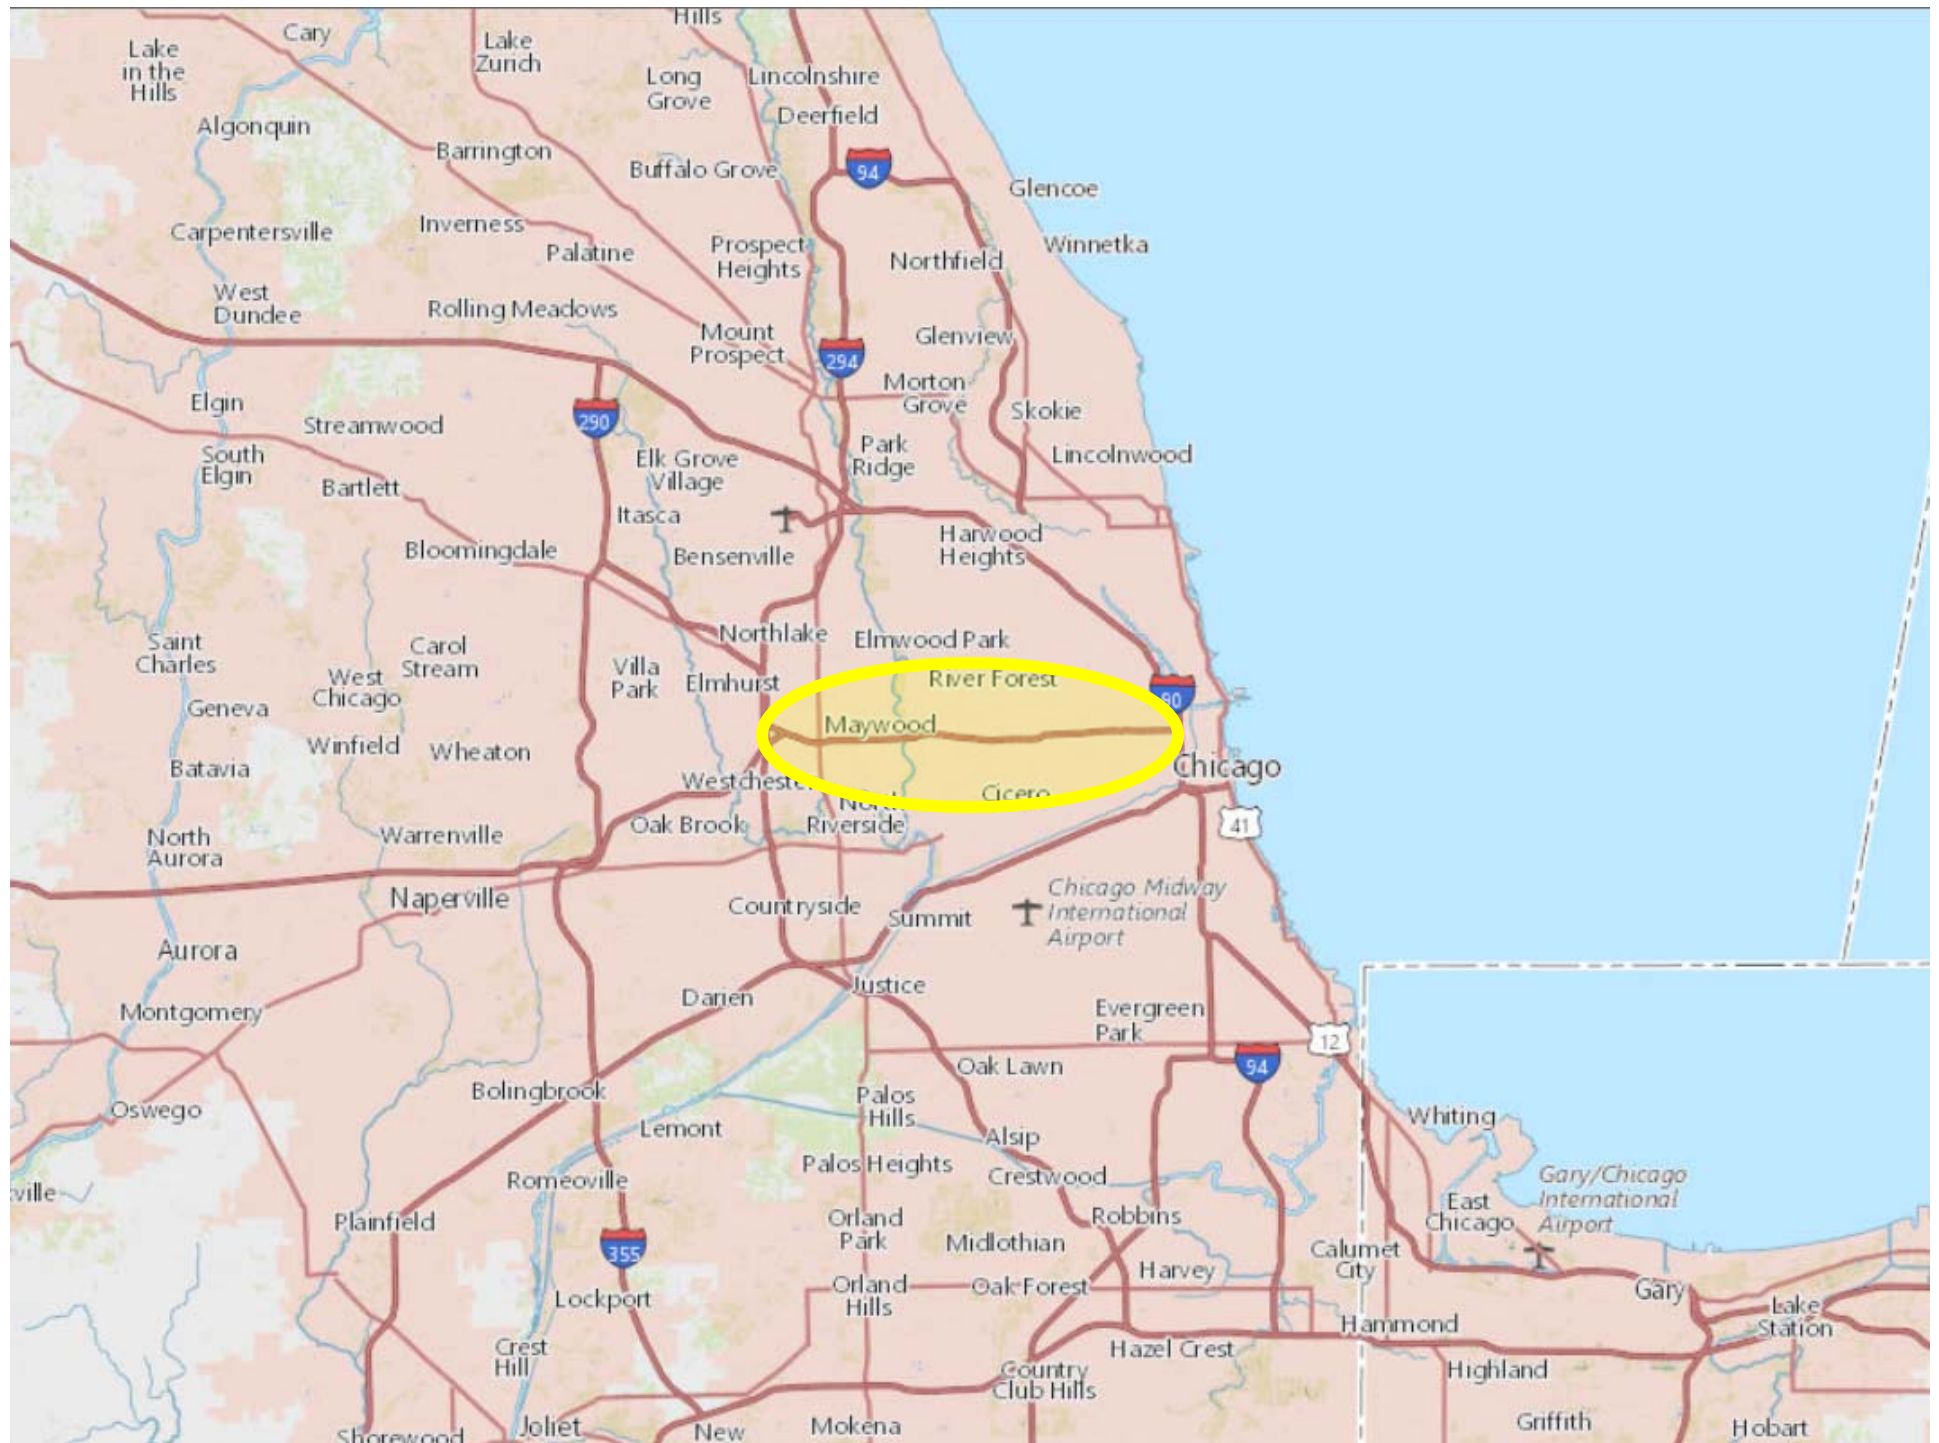 Hills
Cary
Lake
in the
Hills
Lake
Zurich
Long
Grove
Lincolnshire
Deerfield
Algonquin
Barrington
Buffalo Grove
94
Glencoe
Carpentersville
Inverness
Palatine
Prospect
Heights
Northfield
Winnetka
West
Dundee
Rolling Meadows
Mount
Prospect
294
Glenview
Elgin
Streamwood
290
Morton
Grove
Skokie
South
Elgin
Bartlett
Elk Grove
Village
Park
Ridge
Lincolnwood
Itasca
Bloomingdale
Bensenville
Harwood
Heights
Saint
Charles
Carol
Stream
Northlake
Elmwood Park
West
Chicago
Villa
Park
Elmhurst
River Forest
90
Geneva
Winfield
Wheaton
Maywood
Batavia
Westcheste
Cicero
Chicago
North
Aurora
Warrenville
Oak Brook
North
Riverside
41
Naperville
Countryside
Summit
Chicago Midway
International
Airport
Aurora
Montgomery
Darien
Justice
Evergreen
Park
12
Oswego
Bolingbrook
Oak Lawn
94
Lemont
Palos
Hills
Alsip
Whiting
ville
Romeoville
Palos Heights
Crestwood
Gary/Chicago
International
Airport
East
Chicago
Plainfield
355
Orland
Park
Midlothian
Robbins
Calumet
City
Lockport
Orland
Hills
Oak Forest
Harvey
Gary
Crest
Hill
Hazel Crest
Hammond
Lake
Station
Country
Club Hills
Highland
Shorewood
Joliet
New
Mokena
Griffith
Hobart